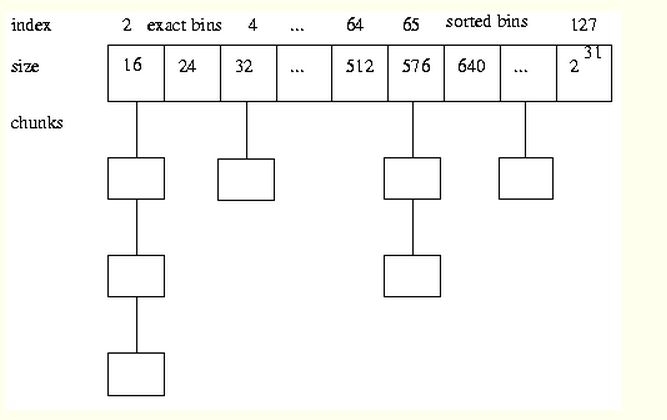 index 2 exact bins 4 ... 64 65 sorted bins 127
size 16 24 32 ... 512 576 640 ... 2^31
chunks